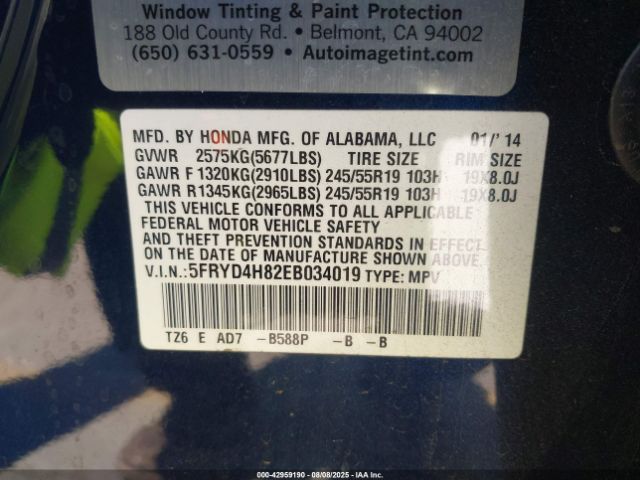 Window Tinting & Paint Protection
188 Old County Rd. • Belmont, CA 94002
(650) 631-0559 • Autoimagetint.com
MFD. BY HONDA MFG. OF ALABAMA, LLC 01/'14
GVWR 2575KG(5677LBS) TIRE SIZE RIM SIZE
GAWR F 1320KG(2910LBS) 245/55R19 103H 19X8.0J
GAWR R1345KG(2965LBS) 245/55R19 103H 19X8.0J
THIS VEHICLE CONFORMS TO ALL APPLICABLE
FEDERAL MOTOR VEHICLE SAFETY
AND THEFT PREVENTION STANDARDS IN EFFECT
ON THE DATE OF MANUFACTURE SHOWN ABOVE.
V.I.N.:5FRYD4H82EB034019 TYPE: MPV
TZ6 E AD7 -B588P -B -B
000-42959190 - 08/08/2025 - IAARC